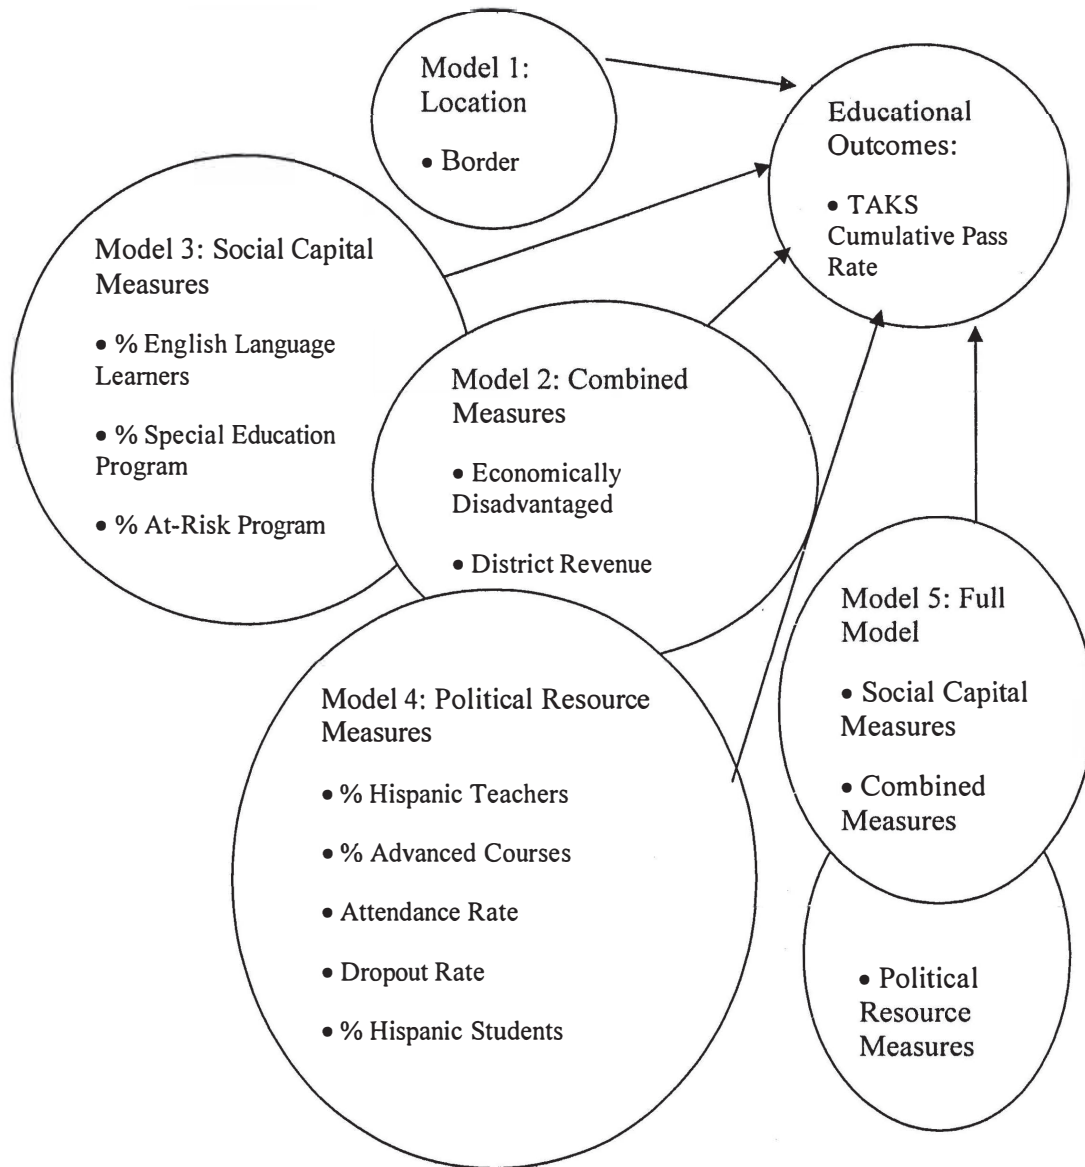 Model 1:
Location
• Border
Educational
Outcomes:
• TAKS
Cumulative Pass
Rate
Model 3: Social Capital
Measures
• % English Language
Learners
• % Special Education
Program
• % At-Risk Program
Model 2: Combined
Measures
• Economically
Disadvantaged
• District Revenue
Model 4: Political Resource
Measures
• % Hispanic Teachers
• % Advanced Courses
• Attendance Rate
• Dropout Rate
• % Hispanic Students
Model 5: Full
Model
• Social Capital
Measures
• Combined
Measures
• Political
Resource
Measures